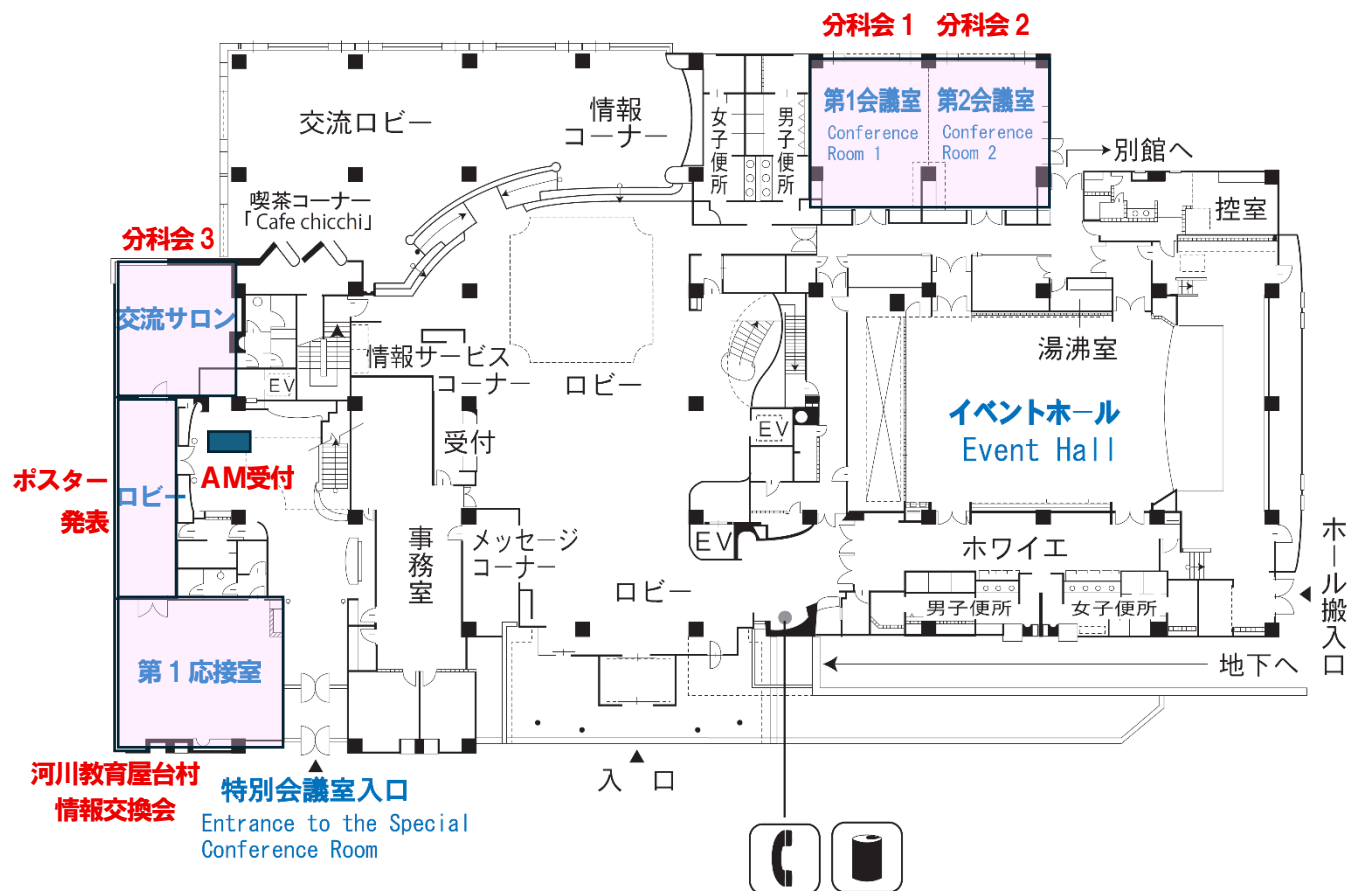 分科会 1
分科会 2
第1会議室
Conference
Room 1
第2会議室
Conference
Room 2
交流ロビー
情報
コーナー
女子便所
男子便所
別館へ
控室
喫茶コーナー
「Cafe chicchi」
分科会 3
交流サロン
EV
情報サービス
コーナー
ロビー
湯沸室
イベントホール
Event Hall
EV
受付
AM受付
ポスター
発表
ロビー
事務室
メッセージ
コーナー
EV
ホワイエ
ロビー
男子便所
女子便所
ホール搬入口
第１応接室
地下へ
河川教育屋台村
情報交換会
特別会議室入口
Entrance to the Special
Conference Room
入口